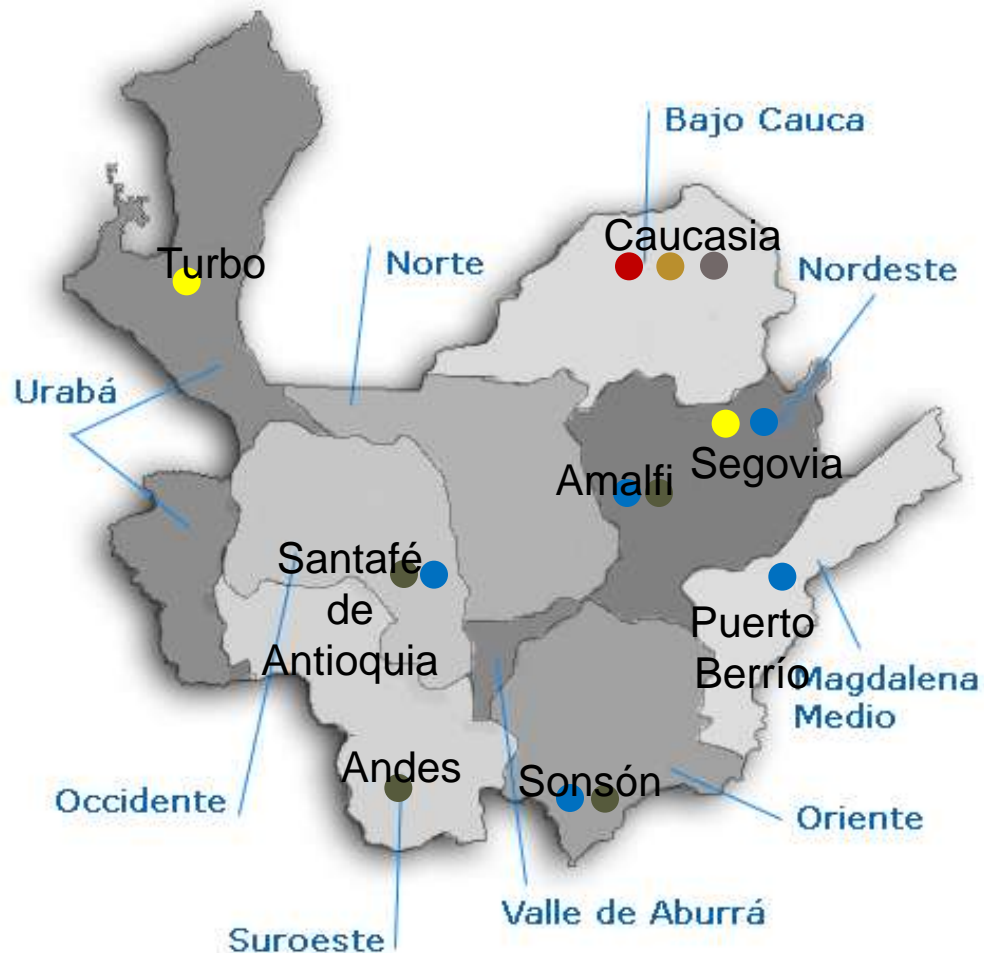 Bajo Cauca
Caucasia
Turbo
Norte
Nordeste
Urabá
Segovia
Amalfi
Santafé
de
Antioquia
Puerto
Berrío
Magdalena
Medio
Andes
Sonsón
Occidente
Oriente
Valle de Aburrá
Suroeste